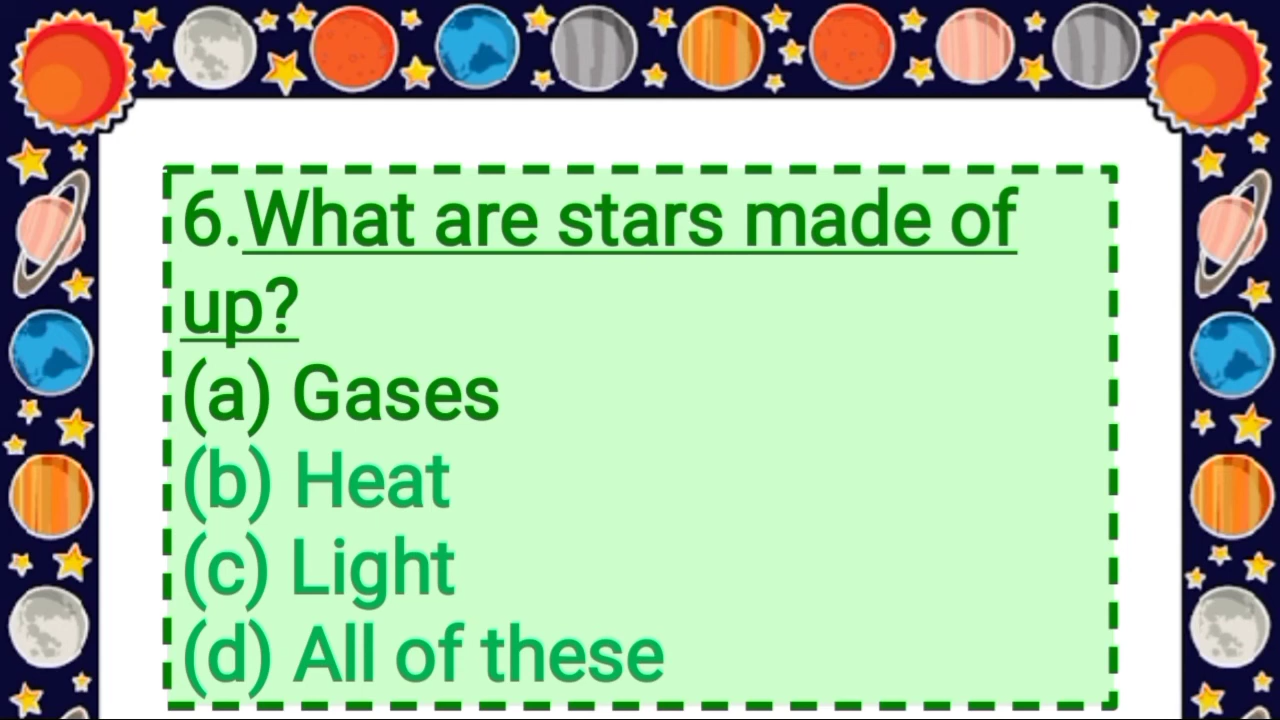 6.What are stars made of
up?
(a) Gases
(b) Heat
(c) Light
(d) All of these